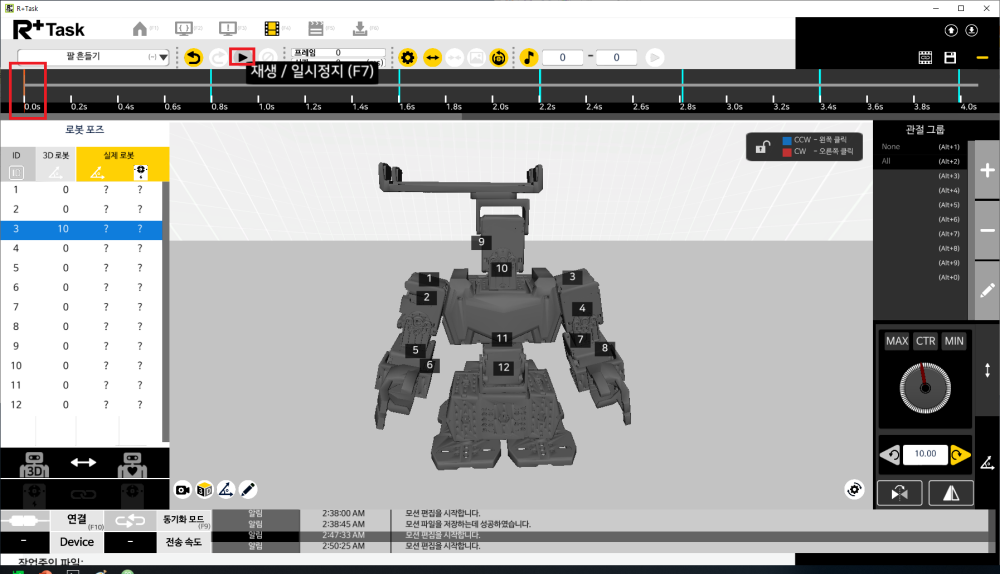 R+Task
R+Task
(F1)
(F2)
(F3)
(F4)
(F5)
(F6)
팔 흔들기
(~)
프레임 0
0 - 0
재생 / 일시정지 (F7)
0.0s 0.2s 0.4s 0.6s 0.8s 1.0s 1.2s 1.4s 1.6s 1.8s 2.0s 2.2s 2.4s 2.6s 2.8s 3.0s 3.2s 3.4s 3.6s 3.8s 4.0s
로봇 포즈
ID 3D 로봇 실제 로봇
1 0 ? ?
2 0 ? ?
3 10 ? ?
4 0 ? ?
5 0 ? ?
6 0 ? ?
7 0 ? ?
8 0 ? ?
9 0 ? ?
10 0 ? ?
11 0 ? ?
12 0 ? ?
3D
연결 (F10)
동기화 모드 (F9)
- Device - 전송 속도
작업중인 파일:
CCW - 왼쪽 클릭
CW - 오른쪽 클릭
9
10
1
3
2
4
11
7
5
8
6
12
3D
알림 2:38:00 AM 모션 편집을 시작합니다.
알림 2:38:45 AM 모션 파일을 저장하는데 성공하였습니다.
알림 2:47:33 AM 모션 편집을 시작합니다.
알림 2:50:25 AM 모션 편집을 시작합니다.
관절 그룹
None (Alt+1)
All (Alt+2)
(Alt+3)
(Alt+4)
(Alt+5)
(Alt+6)
(Alt+7)
(Alt+8)
(Alt+9)
(Alt+0)
MAX CTR MIN
10.00